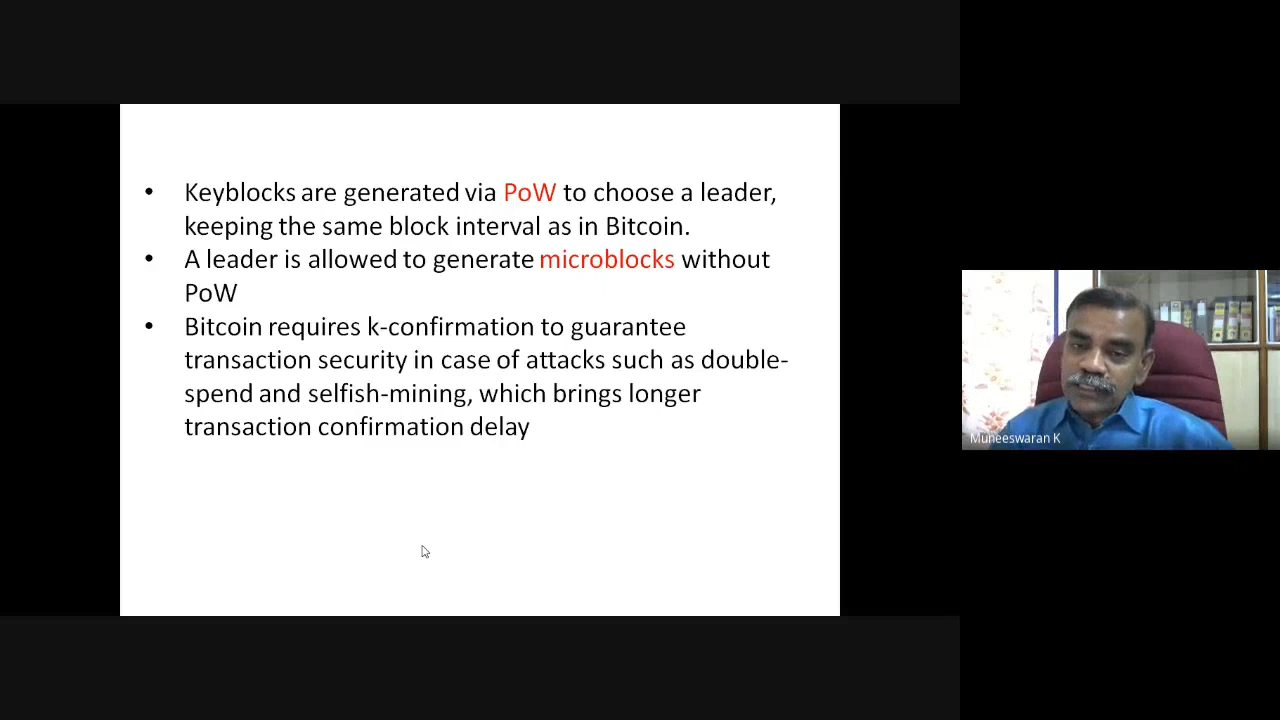 • Keyblocks are generated via PoW to choose a leader,
keeping the same block interval as in Bitcoin.
• A leader is allowed to generate microblocks without
PoW
• Bitcoin requires k-confirmation to guarantee
transaction security in case of attacks such as double-
spend and selfish-mining, which brings longer
transaction confirmation delay
Muneeswaran K